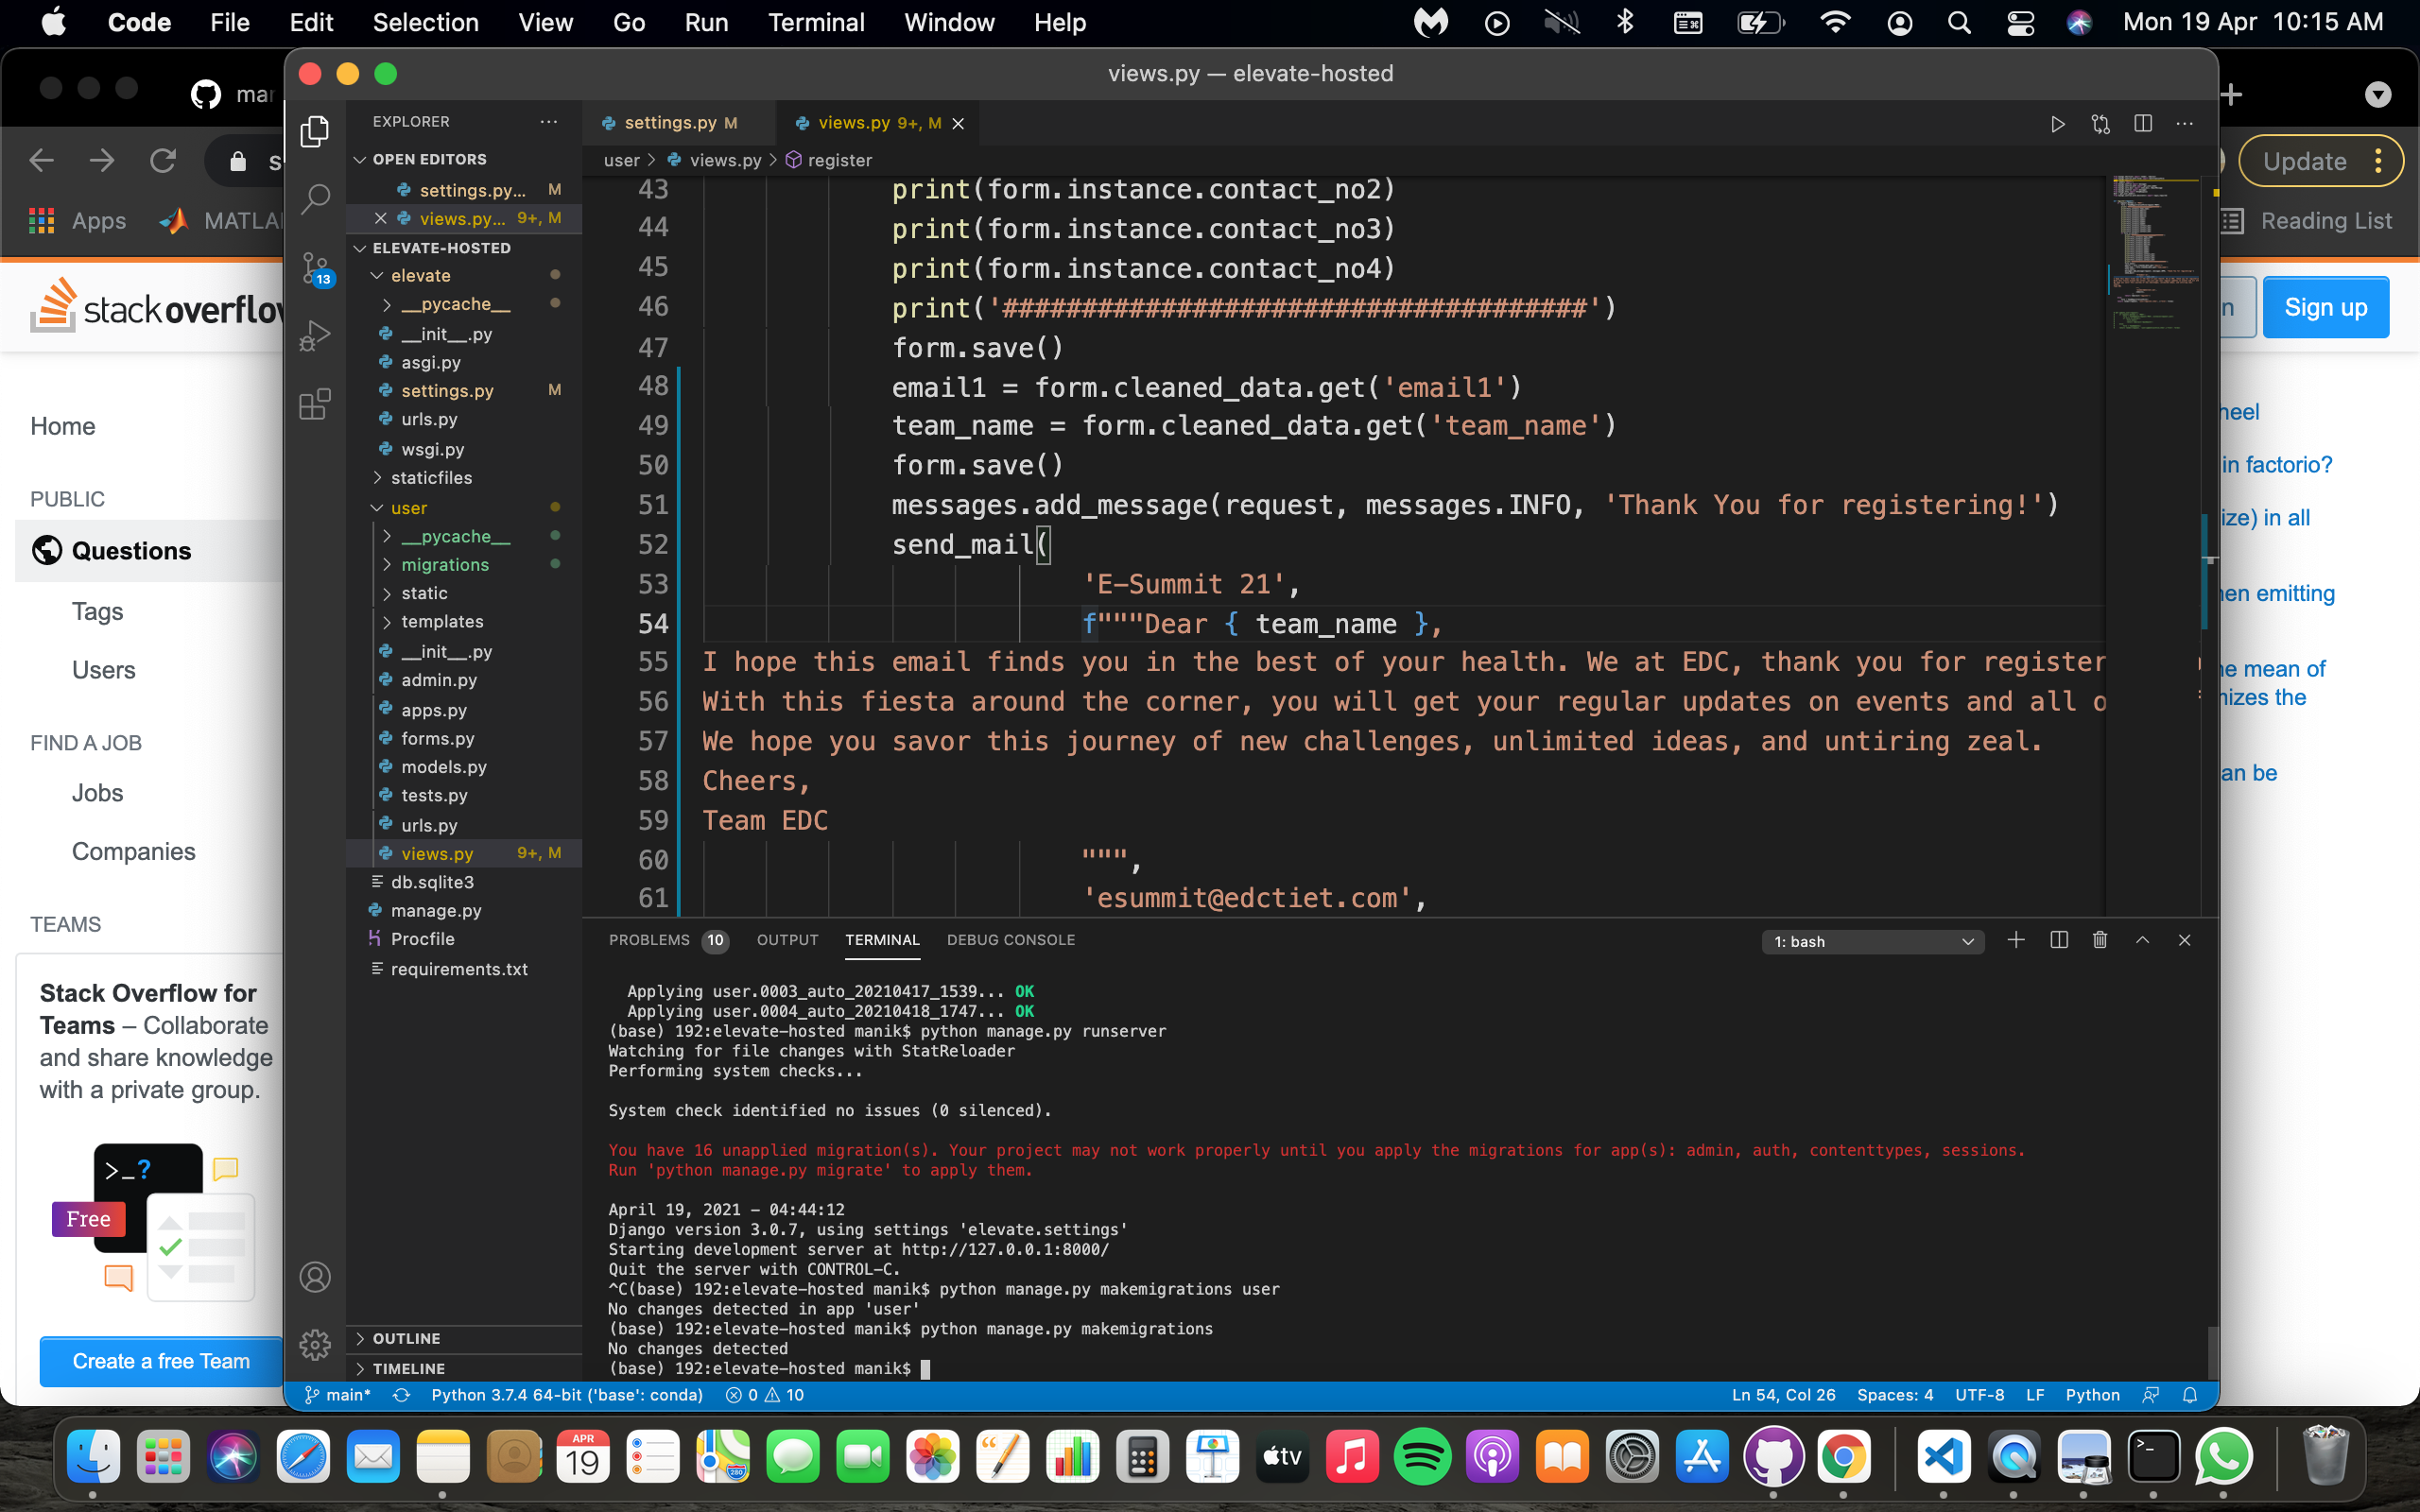 Code File Edit Selection View Go Run Terminal Window Help Mon 19 Apr 10:15 AM
views.py — elevate-hosted
Update
Apps
Reading List
stackoverflow
Sign up
Home
PUBLIC
Questions
Tags
Users
FIND A JOB
Jobs
Companies
TEAMS
Stack Overflow for
Teams – Collaborate
and share knowledge
with a private group.
>_?
Free
Create a free Team
in factorio?
ize) in all
en emitting
e mean of
mizes the
an be
EXPLORER
OPEN EDITORS
settings.py... M
views.py... 9+, M
ELEVATE-HOSTED
elevate
__pycache__
__init__.py
asgi.py
settings.py M
urls.py
wsgi.py
staticfiles
user
__pycache__
migrations
static
templates
__init__.py
admin.py
apps.py
forms.py
models.py
tests.py
urls.py
views.py 9+, M
db.sqlite3
manage.py
Procfile
requirements.txt
OUTLINE
TIMELINE
13
settings.py M views.py 9+, M
user > views.py > register
43 print(form.instance.contact_no2)
44 print(form.instance.contact_no3)
45 print(form.instance.contact_no4)
46 print('#####################################')
47 form.save()
48 email1 = form.cleaned_data.get('email1')
49 team_name = form.cleaned_data.get('team_name')
50 form.save()
51 messages.add_message(request, messages.INFO, 'Thank You for registering!')
52 send_mail(
53 'E-Summit 21',
54 f"""Dear { team_name },
55 I hope this email finds you in the best of your health. We at EDC, thank you for register
56 With this fiesta around the corner, you will get your regular updates on events and all o
57 We hope you savor this journey of new challenges, unlimited ideas, and untiring zeal.
58 Cheers,
59 Team EDC
60 """,
61 'esummit@edctiet.com',
PROBLEMS 10 OUTPUT TERMINAL DEBUG CONSOLE 1: bash
Applying user.0003_auto_20210417_1539... OK
Applying user.0004_auto_20210418_1747... OK
(base) 192:elevate-hosted manik$ python manage.py runserver
Watching for file changes with StatReloader
Performing system checks...
System check identified no issues (0 silenced).
You have 16 unapplied migration(s). Your project may not work properly until you apply the migrations for app(s): admin, auth, contenttypes, sessions.
Run 'python manage.py migrate' to apply them.
April 19, 2021 - 04:44:12
Django version 3.0.7, using settings 'elevate.settings'
Starting development server at http://127.0.0.1:8000/
Quit the server with CONTROL-C.
^C(base) 192:elevate-hosted manik$ python manage.py makemigrations user
No changes detected in app 'user'
(base) 192:elevate-hosted manik$ python manage.py makemigrations
No changes detected
(base) 192:elevate-hosted manik$
main* Python 3.7.4 64-bit ('base': conda) 0 10 Ln 54, Col 26 Spaces: 4 UTF-8 LF Python
APR
19
280
tv